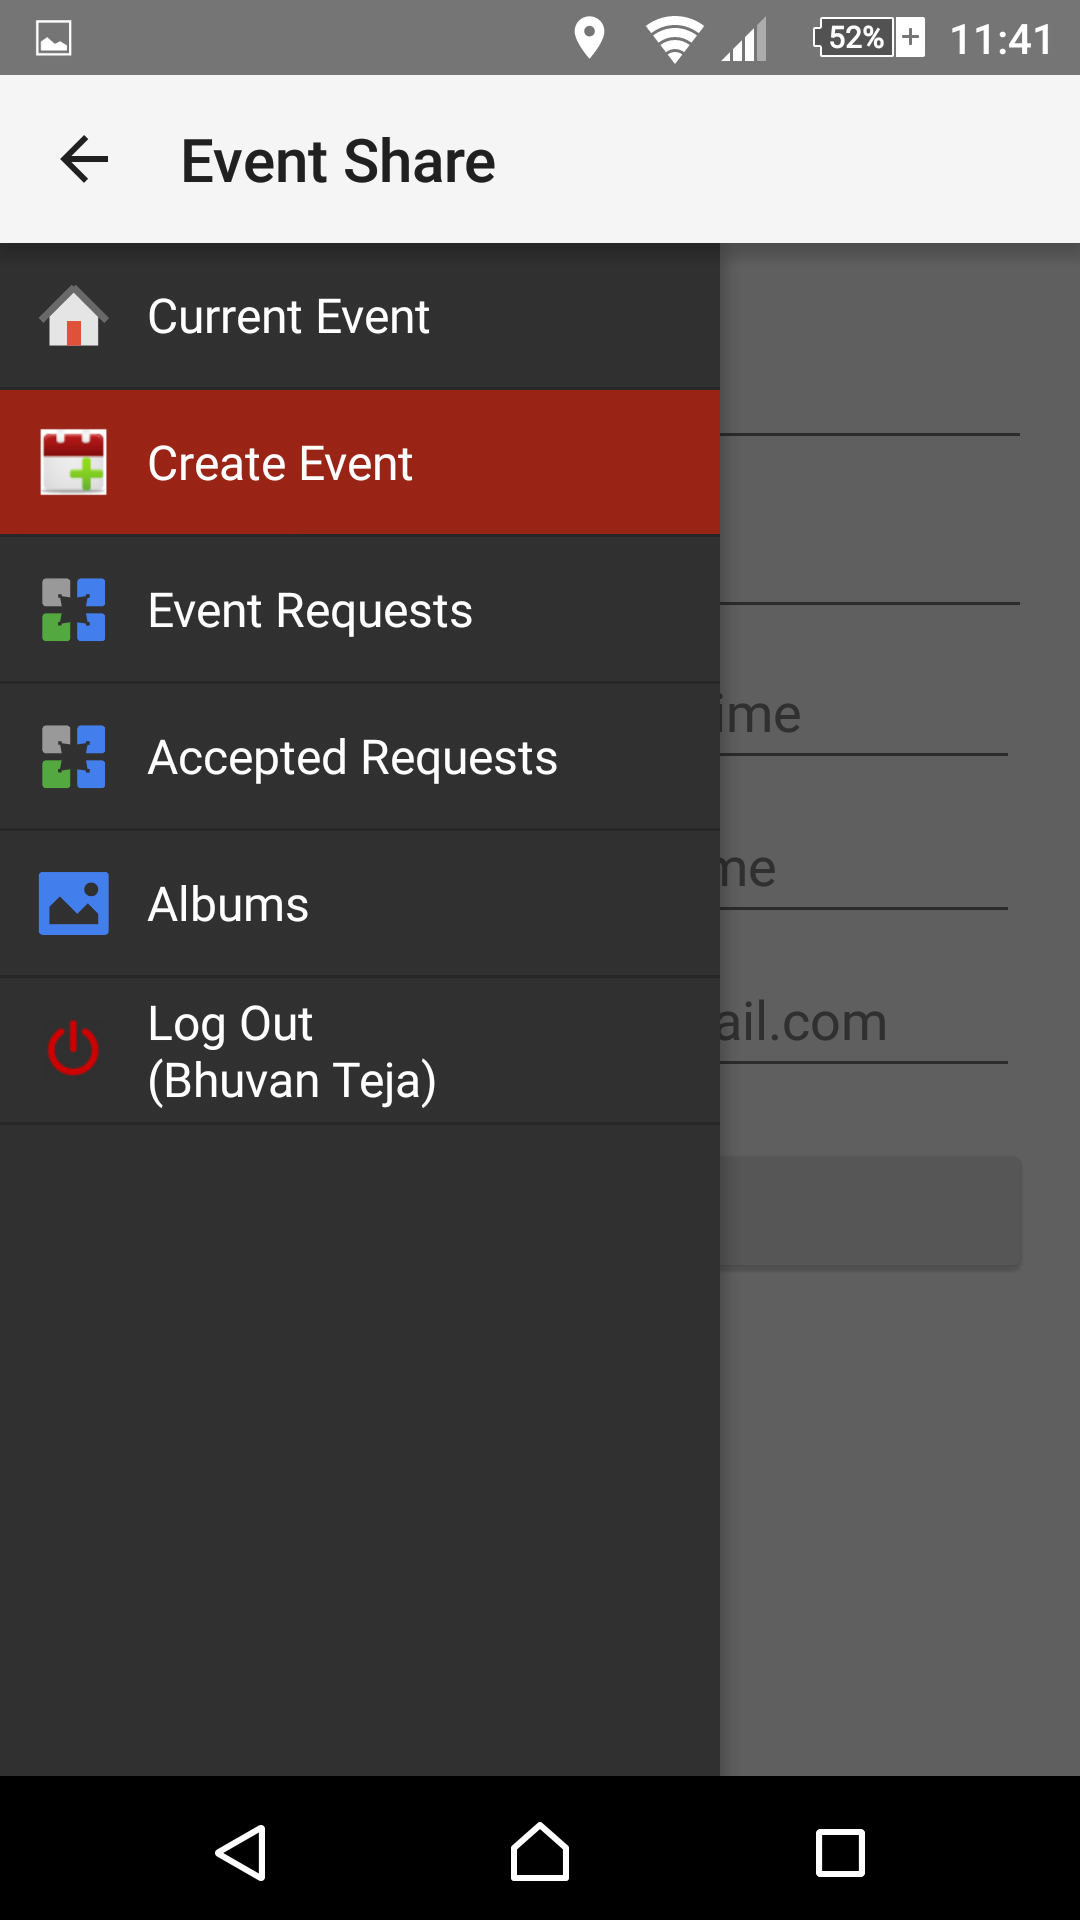 52% 11:41
Event Share
Current Event
Create Event
Event Requests
ime
Accepted Requests
me
Albums
Log Out
ail.com
(Bhuvan Teja)